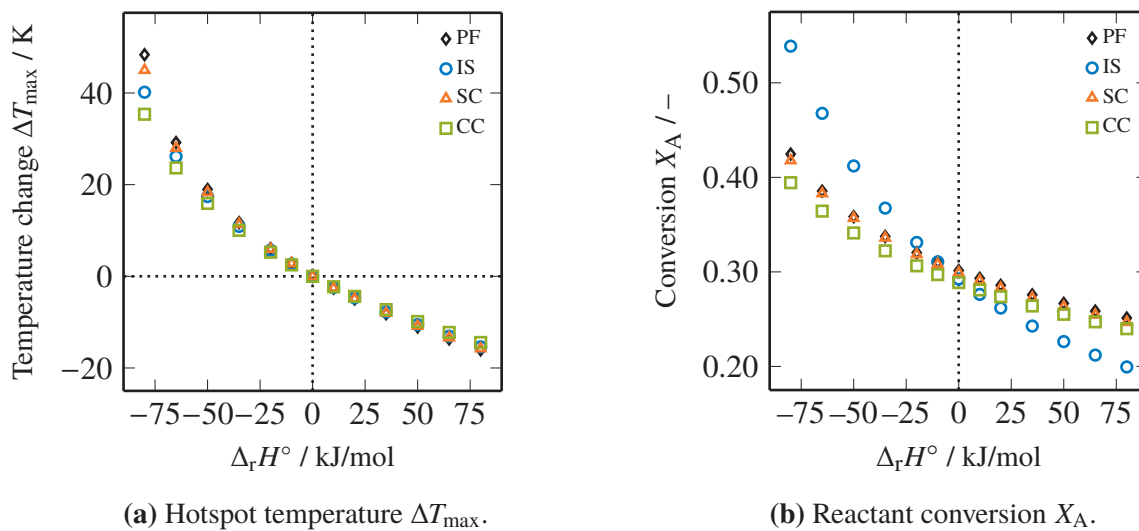 Temperature change ΔTmax / K
40
20
0
−20
PF
IS
SC
CC
−75 −50 −25 0 25 50 75
ΔrH° / kJ/mol
(a) Hotspot temperature ΔTmax.
Conversion XA / −
0.50
0.40
0.30
0.20
PF
IS
SC
CC
−75 −50 −25 0 25 50 75
ΔrH° / kJ/mol
(b) Reactant conversion XA.